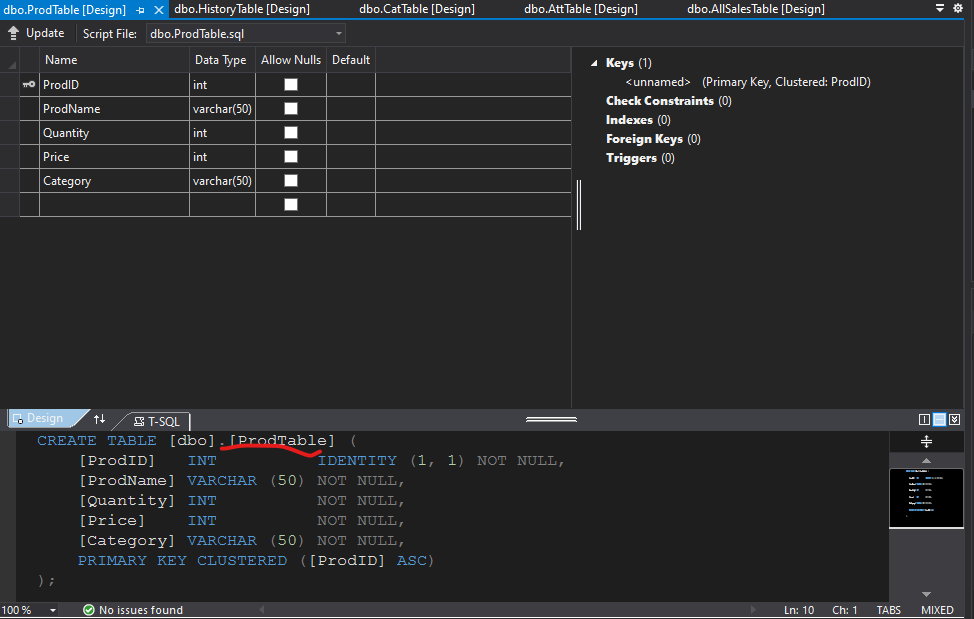 dbo.ProdTable [Design] dbo.HistoryTable [Design] dbo.CatTable [Design] dbo.AttTable [Design] dbo.AllSalesTable [Design]
Update Script File: dbo.ProdTable.sql
Name Data Type Allow Nulls Default
ProdID int
ProdName varchar(50)
Quantity int
Price int
Category varchar(50)
Keys (1)
<unnamed> (Primary Key, Clustered: ProdID)
Check Constraints (0)
Indexes (0)
Foreign Keys (0)
Triggers (0)
Design T-SQL
CREATE TABLE [dbo].[ProdTable] (
[ProdID] INT IDENTITY (1, 1) NOT NULL,
[ProdName] VARCHAR (50) NOT NULL,
[Quantity] INT NOT NULL,
[Price] INT NOT NULL,
[Category] VARCHAR (50) NOT NULL,
PRIMARY KEY CLUSTERED ([ProdID] ASC)
);
100 % No issues found Ln: 10 Ch: 1 TABS MIXED